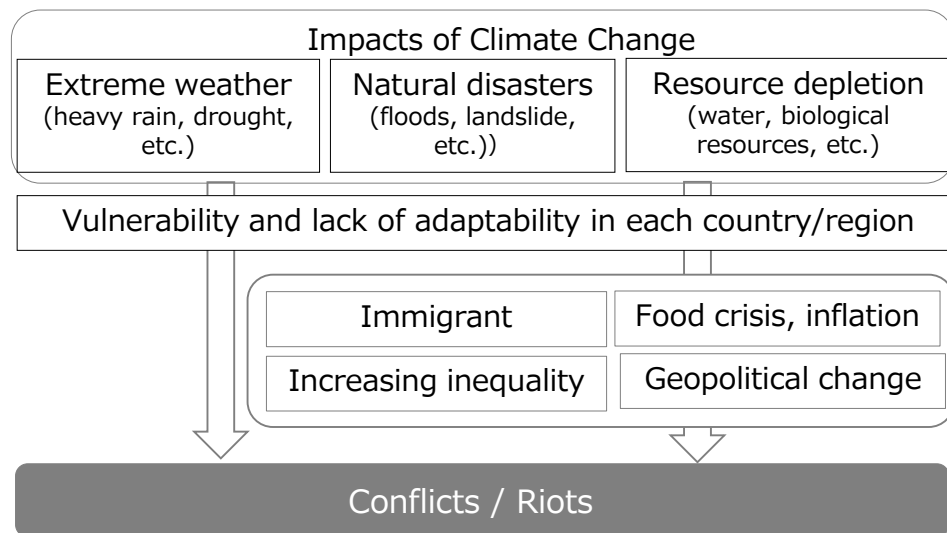 Impacts of Climate Change
Extreme weather
(heavy rain, drought,
etc.)
Natural disasters
(floods, landslide,
etc.))
Resource depletion
(water, biological
resources, etc.)
Vulnerability and lack of adaptability in each country/region
Immigrant
Food crisis, inflation
Increasing inequality
Geopolitical change
Conflicts / Riots